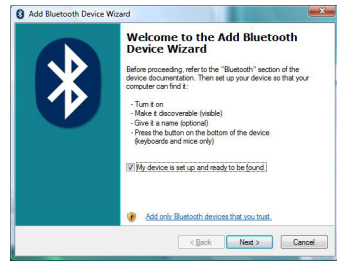 Add Bluetooth Device Wizard
Welcome to the Add Bluetooth
Device Wizard
Before proceeding, refer to the "Bluetooth" section of the
device documentation. Then set up your device so that your
computer can find it:
- Turn it on
- Make it discoverable (visible)
- Give it a name (optional)
- Press the button on the bottom of the device
(keyboards and mice only)
My device is set up and ready to be found.
Add only Bluetooth devices that you trust.
< Back Next > Cancel